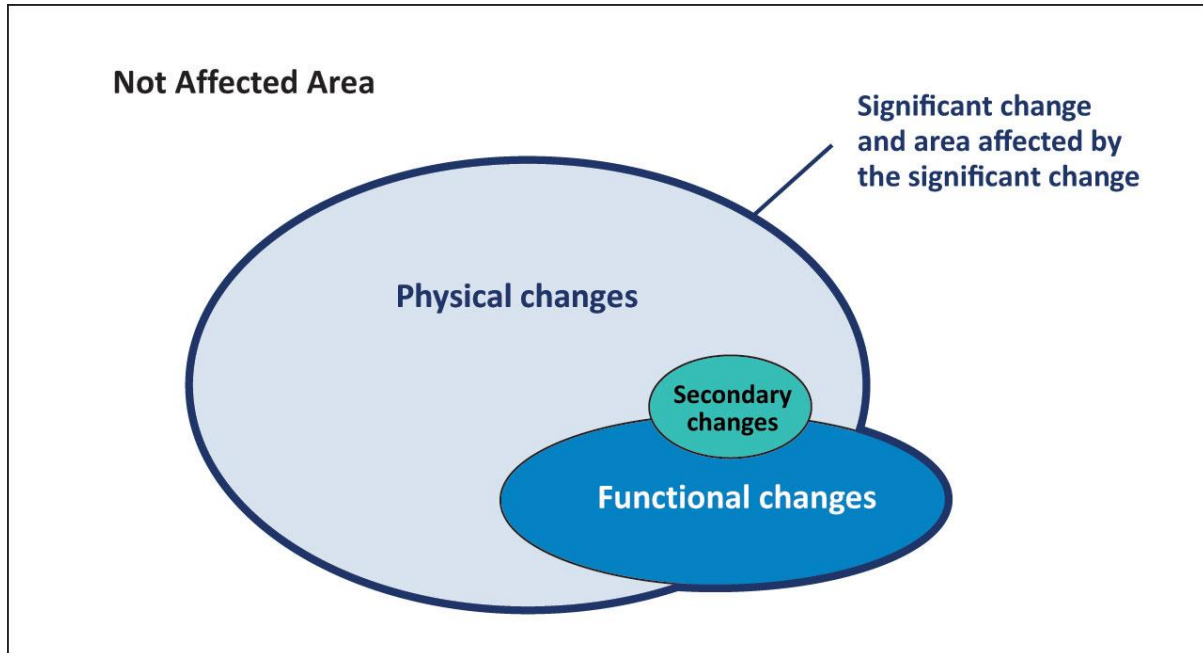 Not Affected Area
Significant change
and area affected by
the significant change
Physical changes
Secondary
changes
Functional changes